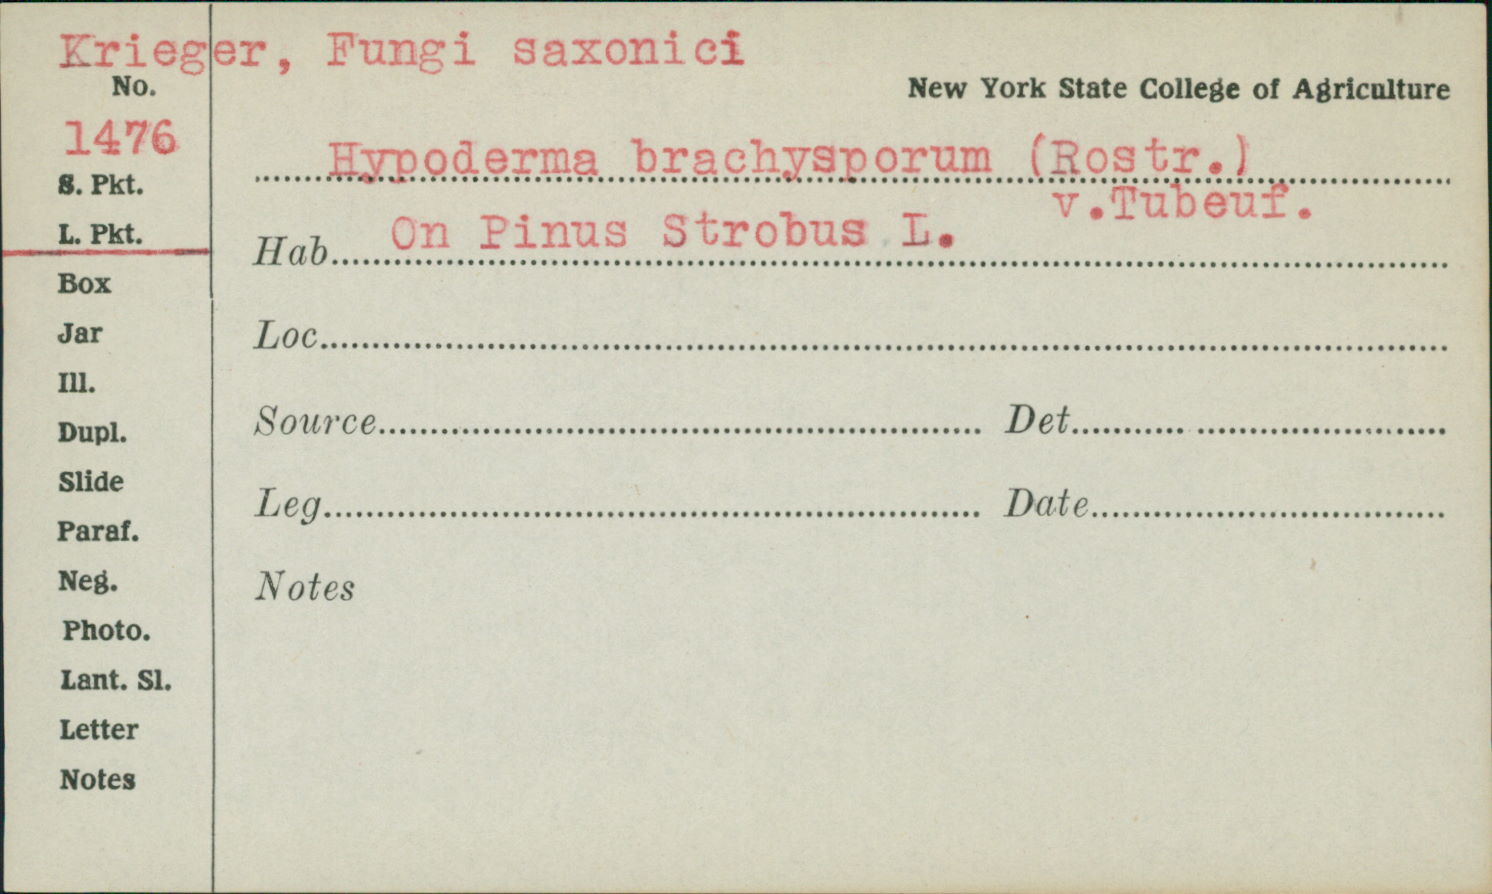 Krieger, Fungi saxonici
No.
New York State College of Agriculture
1476
Hypoderma brachysporum (Rostr.)
v.Tubeuf.
S. Pkt.
L. Pkt.
Hab. On Pinus Strobus L.
Box
Loc.
Jar
Ill.
Source Det.
Dupl.
Slide
Leg. Date
Paraf.
Neg.
Notes
Photo.
Lant. Sl.
Letter
Notes